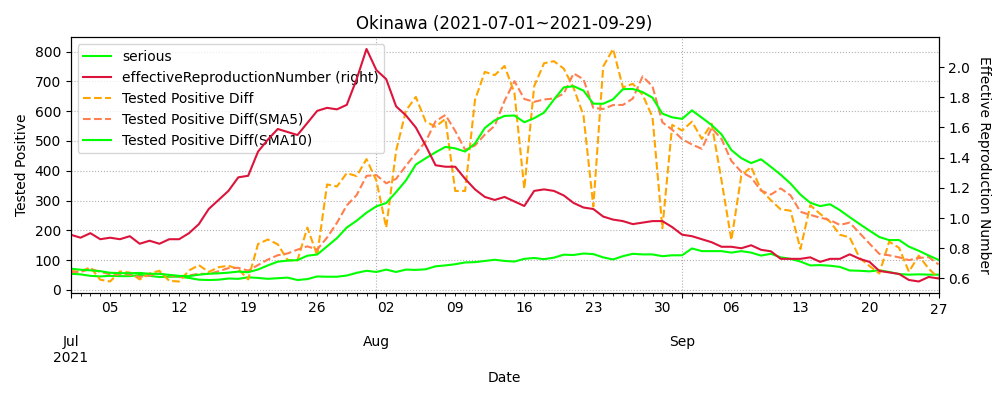 Okinawa (2021-07-01~2021-09-29)
serious
effectiveReproductionNumber (right)
Tested Positive Diff
Tested Positive Diff(SMA5)
Tested Positive Diff(SMA10)
Tested Positive
800
700
600
500
400
300
200
100
0
2.0
1.8
1.6
1.4
1.2
1.0
0.8
0.6
Effective Reproduction Number
05 12 19 26 02 09 16 23 30 06 13 20 27
Jul Aug Sep
2021
Date